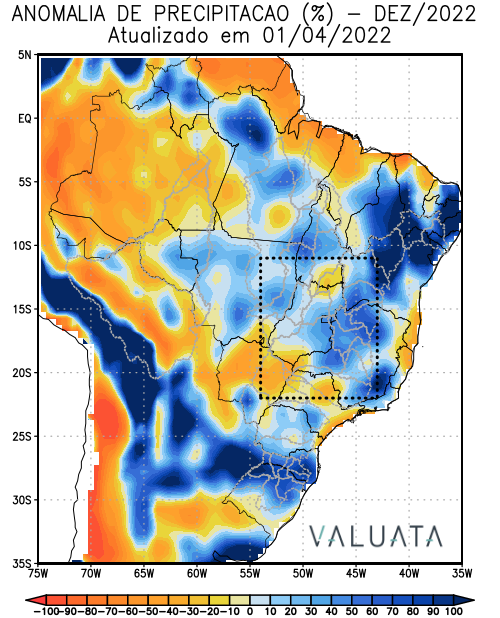 ANOMALIA DE PRECIPITACAO (%) – DEZ/2022
Atualizado em 01/04/2022
5N
EQ
5S
10S
15S
20S
25S
30S
35S
75W 70W 65W 60W 55W 50W 45W 40W 35W
VALUATA
-100 -90 -80 -70 -60 -50 -40 -30 -20 -10 0 10 20 30 40 50 60 70 80 90 100